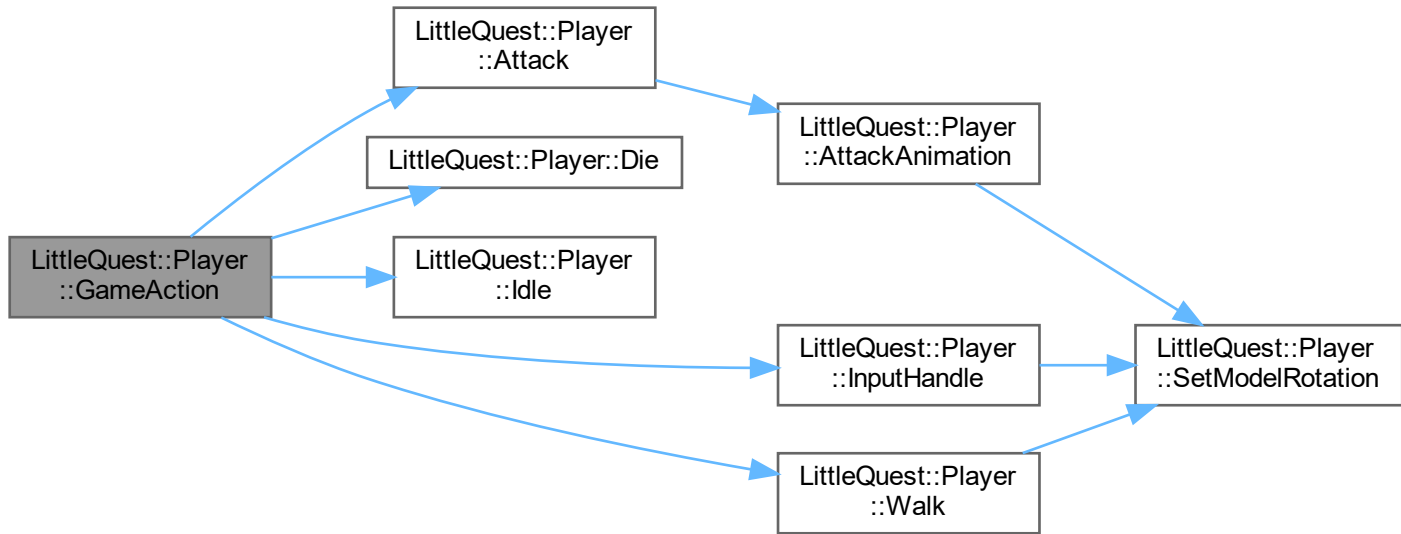 LittleQuest::Player
::GameAction
LittleQuest::Player
::Attack
LittleQuest::Player::Die
LittleQuest::Player
::Idle
LittleQuest::Player
::AttackAnimation
LittleQuest::Player
::InputHandle
LittleQuest::Player
::Walk
LittleQuest::Player
::SetModelRotation